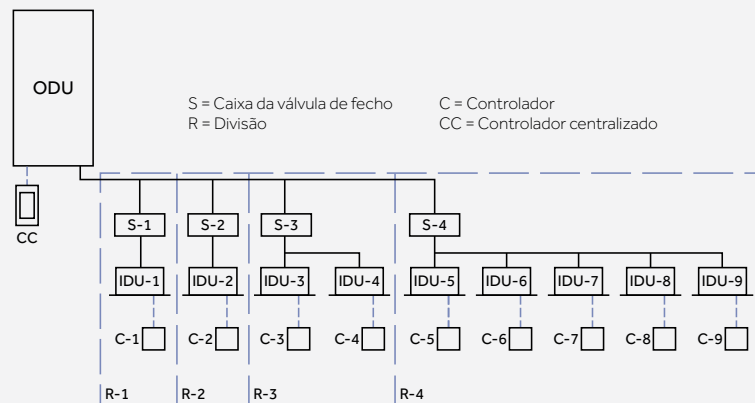 ODU
S = Caixa da válvula de fecho
C = Controlador
R = Divisão
CC = Controlador centralizado
CC
S-1 S-2 S-3 S-4
IDU-1 IDU-2 IDU-3 IDU-4 IDU-5 IDU-6 IDU-7 IDU-8 IDU-9
C-1 C-2 C-3 C-4 C-5 C-6 C-7 C-8 C-9
R-1 R-2 R-3 R-4